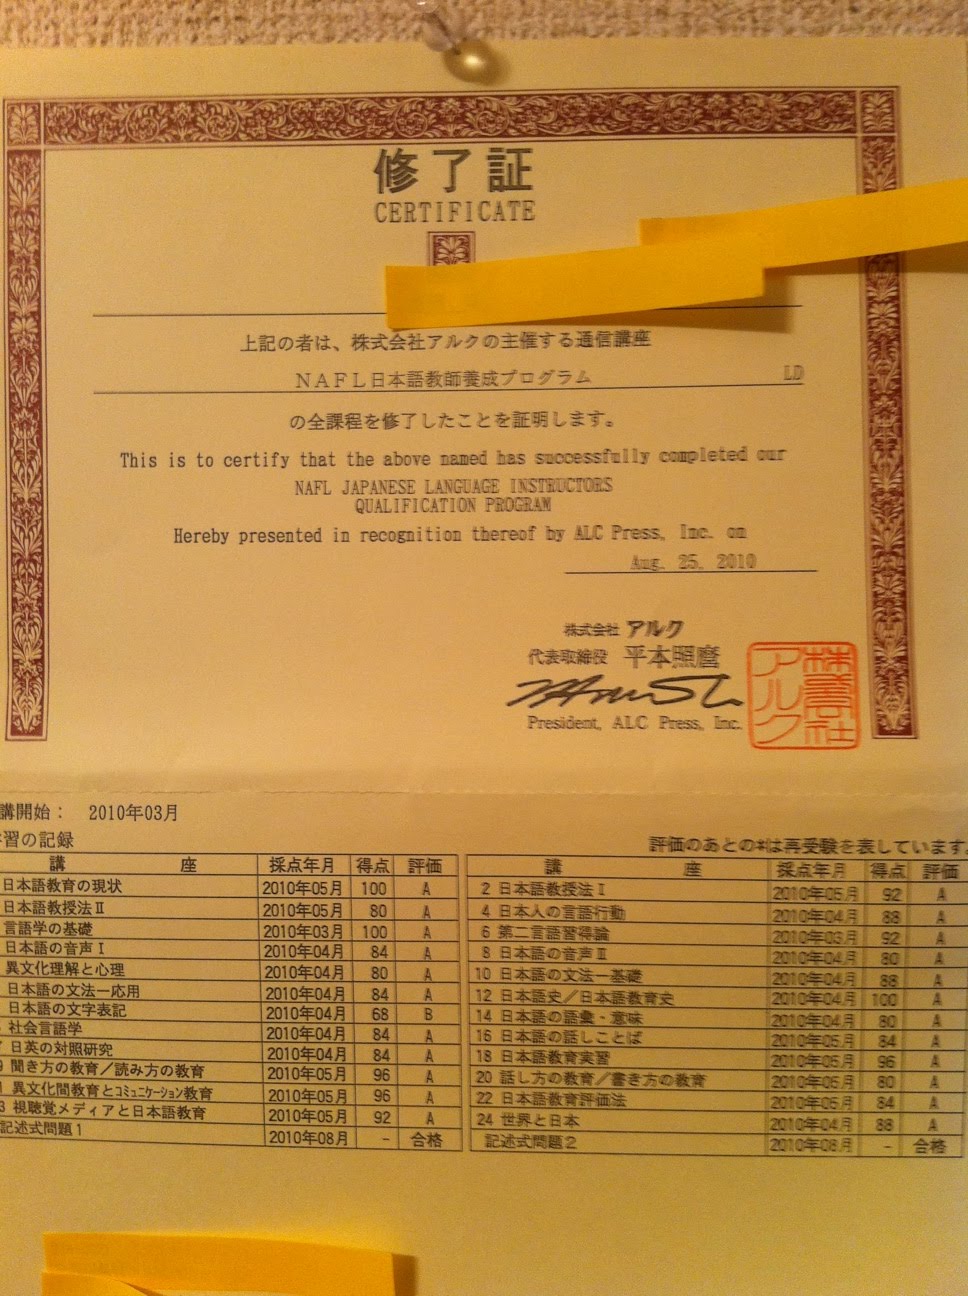 修了証
CERTIFICATE
上記の者は、株式会社アルクの主催する通信講座
NAFL日本語教師養成プログラム LD
の全課程を修了したことを証明します。
This is to certify that the above named has successfully completed our
NAFL JAPANESE LANGUAGE INSTRUCTORS
QUALIFICATION PROGRAM
Hereby presented in recognition thereof by ALC Press, Inc. on
Aug. 25, 2010
株式会社 アルク
代表取締役 平本照麿
President, ALC Press, Inc.
株式会社アルク
講開始： 2010年03月
習の記録
評価のあとの*は再受験を表しています。
講 座 採点年月 得点 評価 講 座 採点年月 得点 評価
日本語教育の現状 2010年05月 100 A 2 日本語教授法Ⅰ 2010年05月 92 A
日本語教授法Ⅱ 2010年05月 80 A 4 日本人の言語行動 2010年04月 88 A
言語学の基礎 2010年03月 100 A 6 第二言語習得論 2010年03月 92 A
日本語の音声Ⅰ 2010年04月 84 A 8 日本語の音声Ⅱ 2010年04月 80 A
異文化理解と心理 2010年04月 80 A 10 日本語の文法―基礎 2010年04月 88 A
日本語の文法―応用 2010年04月 84 A 12 日本語史／日本語教育史 2010年04月 100 A
日本語の文字表記 2010年04月 68 B 14 日本語の語彙・意味 2010年04月 80 A
社会言語学 2010年04月 84 A 16 日本語の話しことば 2010年05月 84 A
日英の対照研究 2010年04月 84 A 18 日本語教育実習 2010年05月 96 A
聞き方の教育／読み方の教育 2010年05月 96 A 20 話し方の教育／書き方の教育 2010年05月 80 A
異文化間教育とコミュニケーション教育 2010年05月 96 A 22 日本語教育評価法 2010年05月 84 A
視聴覚メディアと日本語教育 2010年05月 92 A 24 世界と日本 2010年04月 88 A
記述式問題1 2010年08月 - 合格 記述式問題2 2010年08月 - 合格